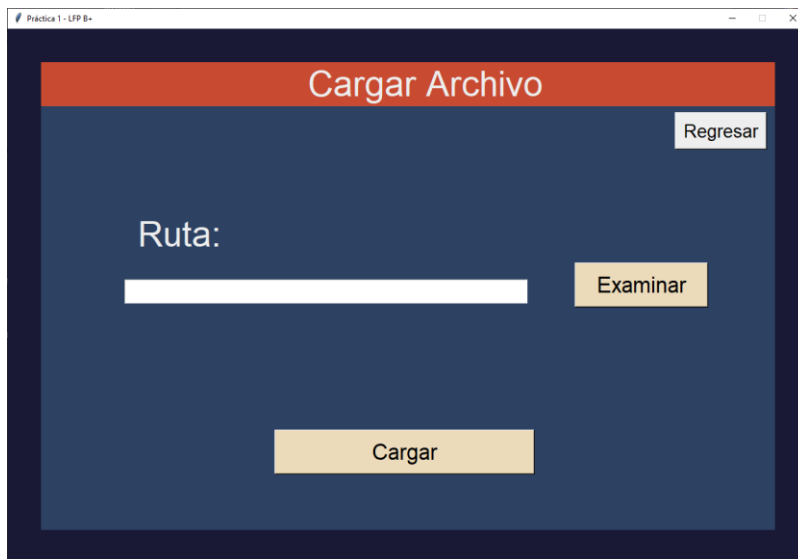 Práctica 1 - LFP B+
Cargar Archivo
Regresar
Ruta:
Examinar
Cargar